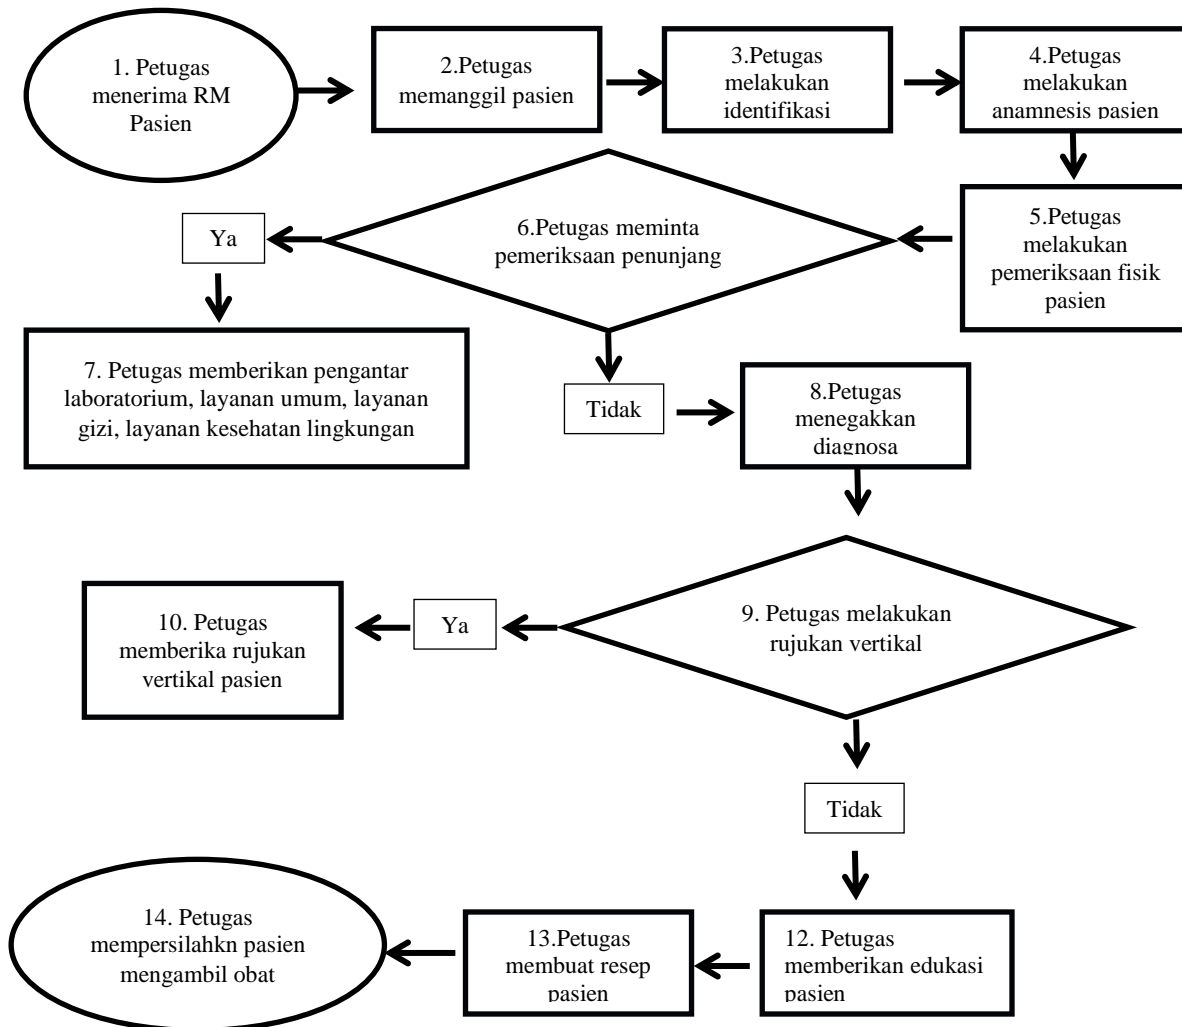 1. Petugas
menerima RM
Pasien
2.Petugas
memanggil pasien
3.Petugas
melakukan
identifikasi
4.Petugas
melakukan
anamnesis pasien
5.Petugas
melakukan
pemeriksaan fisik
pasien
6.Petugas meminta
pemeriksaan penunjang
Ya
7. Petugas memberikan pengantar
laboratorium, layanan umum, layanan
gizi, layanan kesehatan lingkungan
Tidak
8.Petugas
menegakkan
diagnosa
9. Petugas melakukan
rujukan vertikal
Ya
10. Petugas
memberika rujukan
vertikal pasien
Tidak
12. Petugas
memberikan edukasi
pasien
13.Petugas
membuat resep
pasien
14. Petugas
mempersilahkn pasien
mengambil obat